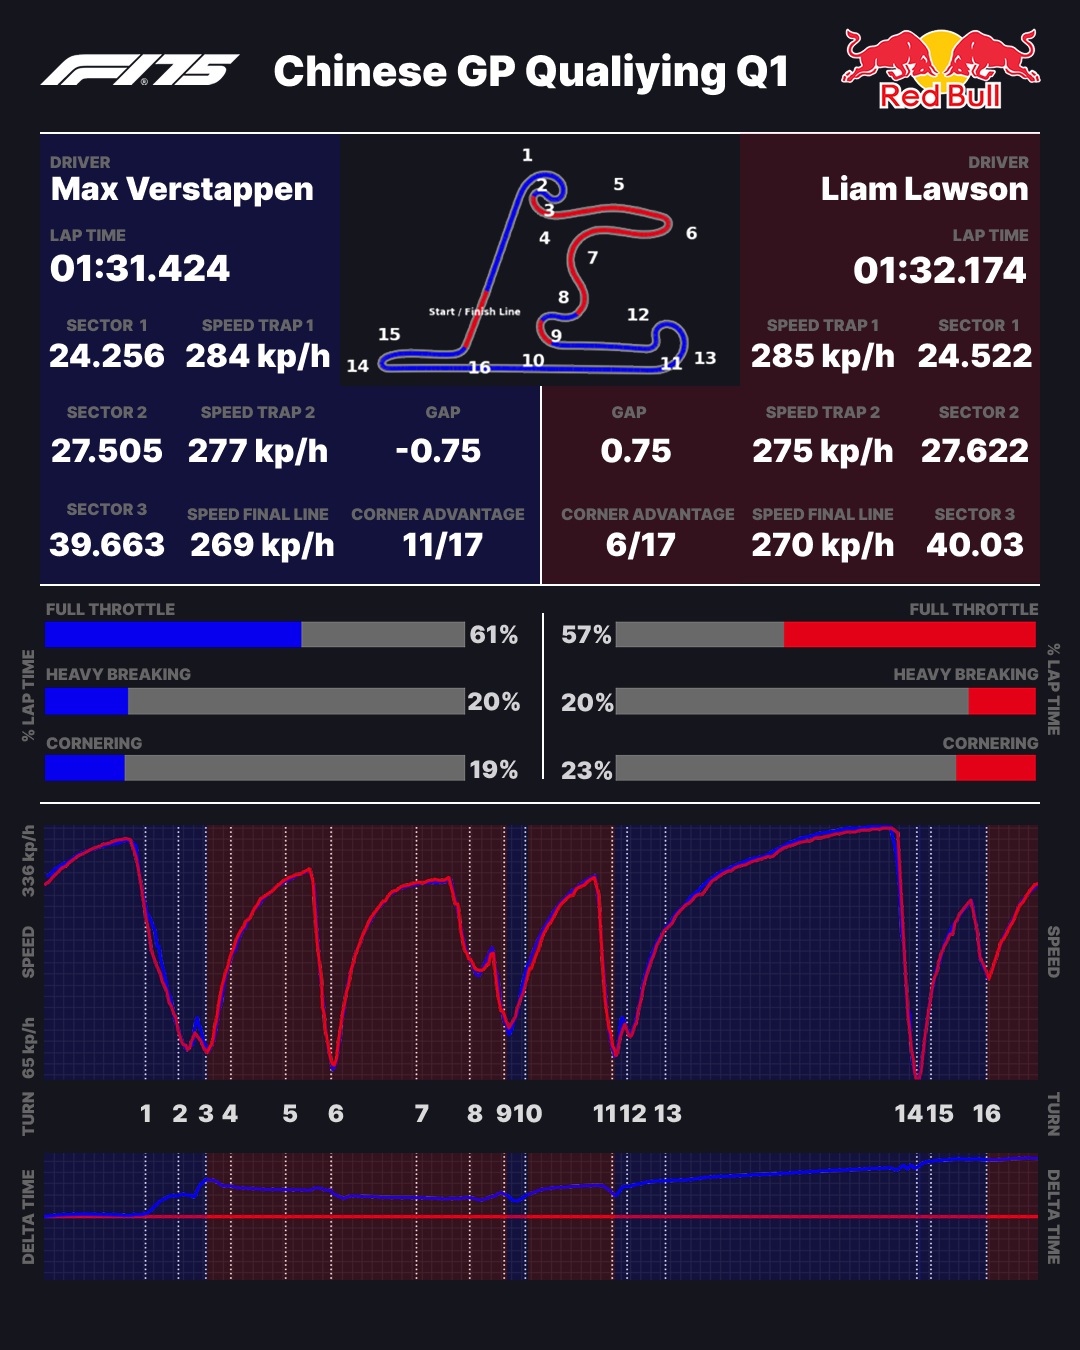 F1 75
Chinese GP Qualiying Q1
Red Bull
DRIVER
Max Verstappen
LAP TIME
01:31.424
SECTOR 1
SPEED TRAP 1
24.256
284 kp/h
1
2
3
4
5
6
7
8
9
10
11
12
13
14
15
16
Start / Finish Line
DRIVER
Liam Lawson
LAP TIME
01:32.174
SPEED TRAP 1
SECTOR 1
285 kp/h
24.522
SECTOR 2
SPEED TRAP 2
GAP
27.505
277 kp/h
-0.75
SECTOR 3
SPEED FINAL LINE
CORNER ADVANTAGE
39.663
269 kp/h
11/17
GAP
SPEED TRAP 2
SECTOR 2
0.75
275 kp/h
27.622
CORNER ADVANTAGE
SPEED FINAL LINE
SECTOR 3
6/17
270 kp/h
40.03
% LAP TIME
FULL THROTTLE
61%
HEAVY BREAKING
20%
CORNERING
19%
FULL THROTTLE
57%
HEAVY BREAKING
20%
CORNERING
23%
% LAP TIME
336 kp/h
SPEED
65 kp/h
SPEED
TURN
1 2 3 4 5 6 7 8 9 10 11 12 13 14 15 16
TURN
DELTA TIME
DELTA TIME